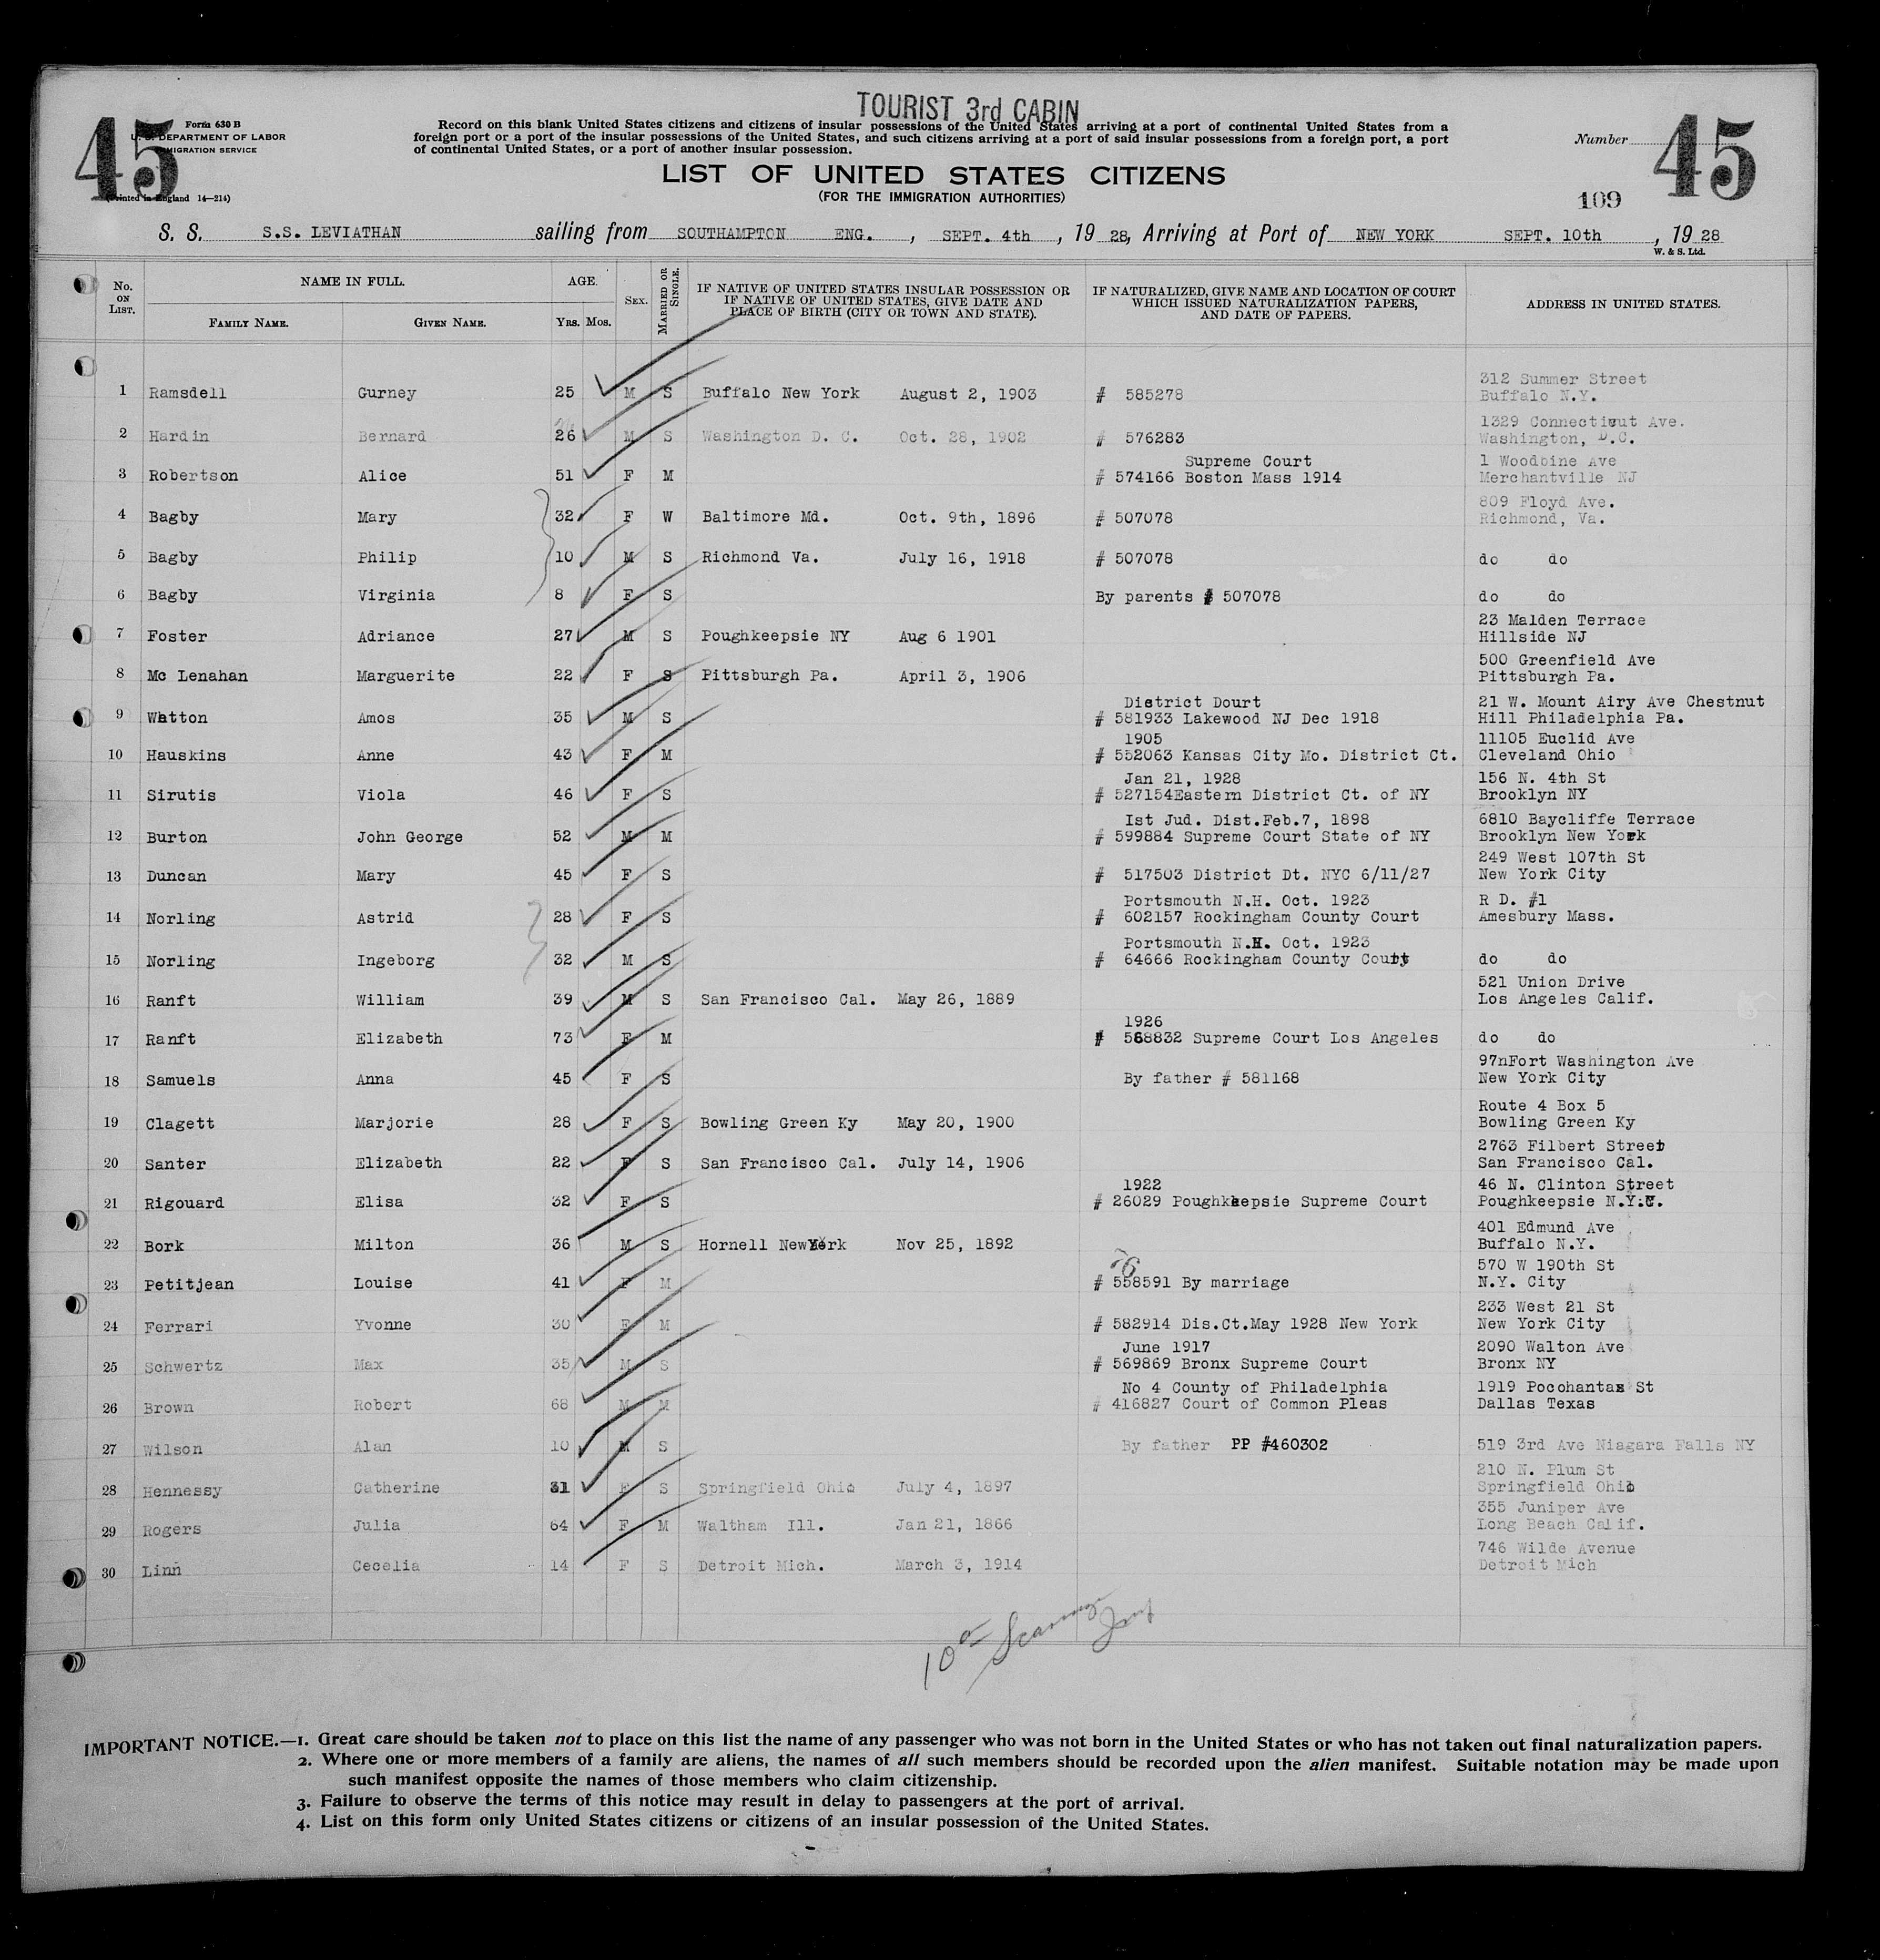 TOURIST 3rd CABIN
45
Form 630 B
U. S. DEPARTMENT OF LABOR
IMMIGRATION SERVICE
(Printed in England 14—214)
Record on this blank United States citizens and citizens of insular possessions of the United States arriving at a port of continental United States from a
foreign port or a port of the insular possessions of the United States, and such citizens arriving at a port of said insular possessions from a foreign port, a port
of continental United States, or a port of another insular possession.
Number 45
LIST OF UNITED STATES CITIZENS
(FOR THE IMMIGRATION AUTHORITIES)
109
S. S. S.S. LEVIATHAN sailing from SOUTHAMPTON ENG. , SEPT. 4th , 19 28, Arriving at Port of NEW YORK SEPT. 10th , 19 28
W. & S. Ltd.
No. ON LIST. NAME IN FULL. FAMILY NAME. GIVEN NAME. AGE. YRS. MOS. SEX. MARRIED OR SINGLE. IF NATIVE OF UNITED STATES INSULAR POSSESSION OR IF NATIVE OF UNITED STATES, GIVE DATE AND PLACE OF BIRTH (CITY OR TOWN AND STATE). IF NATURALIZED, GIVE NAME AND LOCATION OF COURT WHICH ISSUED NATURALIZATION PAPERS, AND DATE OF PAPERS. ADDRESS IN UNITED STATES.
312 Summer Street
1 Ramsdell Gurney 25 M S Buffalo New York August 2, 1903 # 585278 Buffalo N.Y.
1329 Connecticut Ave.
2 Hardin Bernard 26 M S Washington D. C. Oct. 28, 1902 # 576283 Washington, D.C.
Supreme Court 1 Woodbine Ave
3 Robertson Alice 51 F M # 574166 Boston Mass 1914 Merchantville NJ
809 Floyd Ave.
4 Bagby Mary 32 F W Baltimore Md. Oct. 9th, 1896 # 507078 Richmond, Va.
5 Bagby Philip 10 M S Richmond Va. July 16, 1918 # 507078 do do
6 Bagby Virginia 8 F S By parents # 507078 do do
23 Malden Terrace
7 Foster Adriance 27 M S Poughkeepsie NY Aug 6 1901 Hillside NJ
500 Greenfield Ave
8 Mc Lenahan Marguerite 22 F S Pittsburgh Pa. April 3, 1906 Pittsburgh Pa.
District Dourt 21 W. Mount Airy Ave Chestnut
9 Watton Amos 35 M S # 581933 Lakewood NJ Dec 1918 Hill Philadelphia Pa.
1905 11105 Euclid Ave
10 Hauskins Anne 43 F M # 552063 Kansas City Mo. District Ct. Cleveland Ohio
Jan 21, 1928 156 N. 4th St
11 Sirutis Viola 46 F S # 527154Eastern District Ct. of NY Brooklyn NY
Ist Jud. Dist.Feb.7, 1898 6810 Baycliffe Terrace
12 Burton John George 52 M M # 599884 Supreme Court State of NY Brooklyn New York
249 West 107th St
13 Duncan Mary 45 F S # 517503 District Dt. NYC 6/11/27 New York City
Portsmouth N.H. Oct. 1923 R D. #1
14 Norling Astrid 28 F S # 602157 Rockingham County Court Amesbury Mass.
Portsmouth N.H. Oct. 1923
15 Norling Ingeborg 32 M S # 64666 Rockingham County Court do do
521 Union Drive
16 Ranft William 39 M S San Francisco Cal. May 26, 1889 Los Angeles Calif.
1926
17 Ranft Elizabeth 73 F M # 568832 Supreme Court Los Angeles do do
97nFort Washington Ave
18 Samuels Anna 45 F S By father # 581168 New York City
Route 4 Box 5
19 Clagett Marjorie 28 F S Bowling Green Ky May 20, 1900 Bowling Green Ky
2763 Filbert Street
20 Santer Elizabeth 22 F S San Francisco Cal. July 14, 1906 San Francisco Cal.
1922 46 N. Clinton Street
21 Rigouard Elisa 32 F S # 26029 Poughkeepsie Supreme Court Poughkeepsie N.Y.
401 Edmund Ave
22 Bork Milton 36 M S Hornell NewYork Nov 25, 1892 Buffalo N.Y.
76 570 W 190th St
23 Petitjean Louise 41 F M # 558591 By marriage N.Y. City
233 West 21 St
24 Ferrari Yvonne 30 F M # 582914 Dis.Ct.May 1928 New York New York City
June 1917 2090 Walton Ave
25 Schwertz Max 35 M S # 569869 Bronx Supreme Court Bronx NY
No 4 County of Philadelphia 1919 Pocohantas St
26 Brown Robert 68 M M # 416827 Court of Common Pleas Dallas Texas
27 Wilson Alan 10 M S By father PP #460302 519 3rd Ave Niagara Falls NY
210 N. Plum St
28 Hennessy Catherine 31 F S Springfield Ohio July 4, 1897 Springfield Ohio
355 Juniper Ave
29 Rogers Julia 64 F M Waltham Ill. Jan 21, 1866 Long Beach Calif.
746 Wilde Avenue
30 Linn Cecelia 14 F S Detroit Mich. March 3, 1914 Detroit Mich
IMPORTANT NOTICE.—1. Great care should be taken not to place on this list the name of any passenger who was not born in the United States or who has not taken out final naturalization papers.
2. Where one or more members of a family are aliens, the names of all such members should be recorded upon the alien manifest. Suitable notation may be made upon
such manifest opposite the names of those members who claim citizenship.
3. Failure to observe the terms of this notice may result in delay to passengers at the port of arrival.
4. List on this form only United States citizens or citizens of an insular possession of the United States.